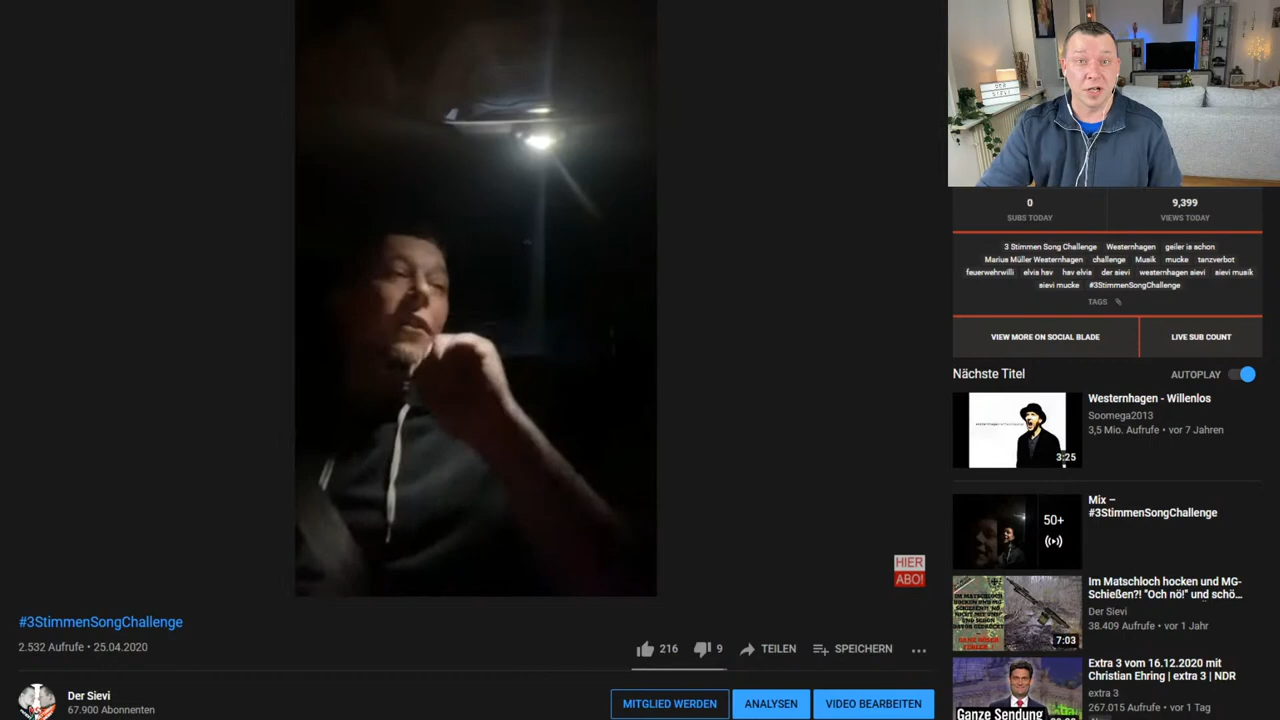 HIER
ABO!
#3StimmenSongChallenge
2.532 Aufrufe • 25.04.2020
216
9
TEILEN
SPEICHERN
Der Sievi
67.900 Abonnenten
MITGLIED WERDEN
ANALYSEN
VIDEO BEARBEITEN
DER
SIEVI
0
SUBS TODAY
9,399
VIEWS TODAY
3 Stimmen Song Challenge Westernhagen geiler is schon
Marius Müller Westernhagen challenge Musik mucke tanzverbot
feuerwehrwilli elvis hsv hsv elvis der sievi westernhagen sievi sievi musik
sievi mucke #3StimmenSongChallenge
TAGS
VIEW MORE ON SOCIAL BLADE
LIVE SUB COUNT
Nächste Titel
AUTOPLAY
3:25
Westernhagen - Willenlos
Soomega2013
3,5 Mio. Aufrufe • vor 7 Jahren
50+
Mix –
#3StimmenSongChallenge
7:03
Im Matschloch hocken und MG-
Schießen?! "Och nö!" und schö...
Der Sievi
38.409 Aufrufe • vor 1 Jahr
Ganze Sendung
Extra 3 vom 16.12.2020 mit
Christian Ehring | extra 3 | NDR
extra 3
267.015 Aufrufe • vor 1 Tag